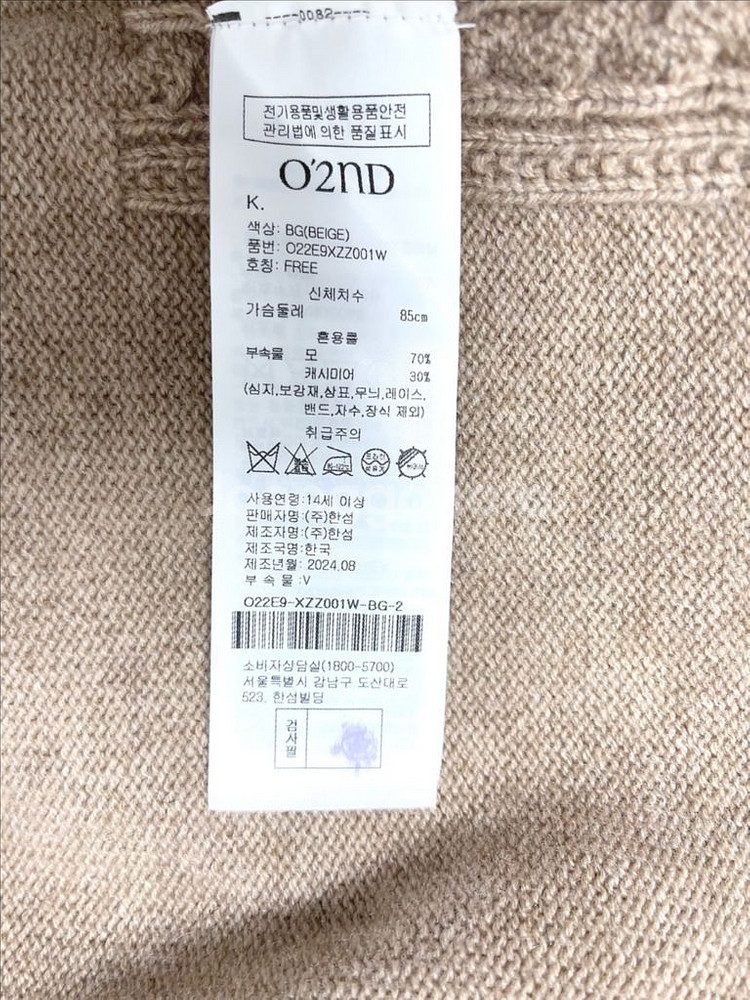 0082
전기용품및생활용품안전
관리법에 의한 품질표시
O'2ND
K.
색상: BG(BEIGE)
품번: O22E9XZZ001W
호칭: FREE
신체치수
가슴둘레 85cm
혼용률
부속물 모 70%
캐시미어 30%
(심지,보강재,상표,무늬,레이스,
밴드,자수,장식 제외)
취급주의
사용연령:14세 이상
판매자명:(주)한섬
제조자명:(주)한섬
제조국명:한국
제조년월: 2024.08
부 속 물 :V
O22E9-XZZ001W-BG-2
소비자상담실(1800-5700)
서울특별시 강남구 도산대로
523, 한섬빌딩
검사필